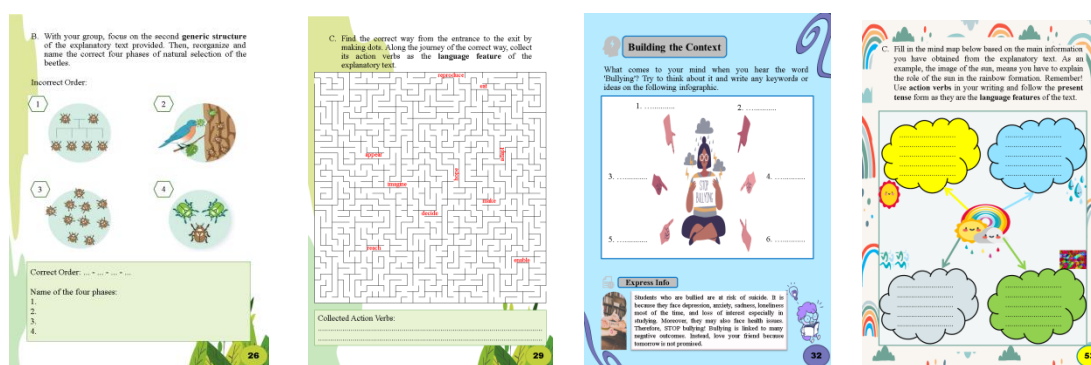 B. With your group, focus on the second generic structure
of the explanatory text provided. Then, reorganize and
name the correct four phases of natural selection of the
beetles.
Incorrect Order:
1
2
3
4
Correct Order: ... - ... - ... - ...
Name of the four phases:
1.
2.
3.
4.
26
C. Find the correct way from the entrance to the exit by
making dots. Along the journey of the correct way, collect
its action verbs as the language feature of the
explanatory text.
reproduce
eat
appear
imagine
decide
Make
reach
enable
Collected Action Verbs:
29
Building the Context
What comes to your mind when you hear the word
'Bullying'? Try to think about it and write any keywords or
ideas on the following infographic.
1. .............
2. .............
3. .............
4. .............
5. .............
6. .............
STOP
BULLYING
Express Info
Students who are bullied are at risk of suicide. It is
because they face depression, anxiety, sadness, loneliness
most of the time, and loss of interest especially in
studying. Moreover, they may also face health issues.
Therefore, STOP bullying! Bullying is linked to many
negative outcomes. Instead, love your friend because
tomorrow is not promised.
32
C. Fill in the mind map below based on the main information
you have obtained from the explanatory text. As an
example, the image of the sun, means you have to explain
the role of the sun in the rainbow formation. Remember!
Use action verbs in your writing and follow the present
tense form as they are the language features of the text.